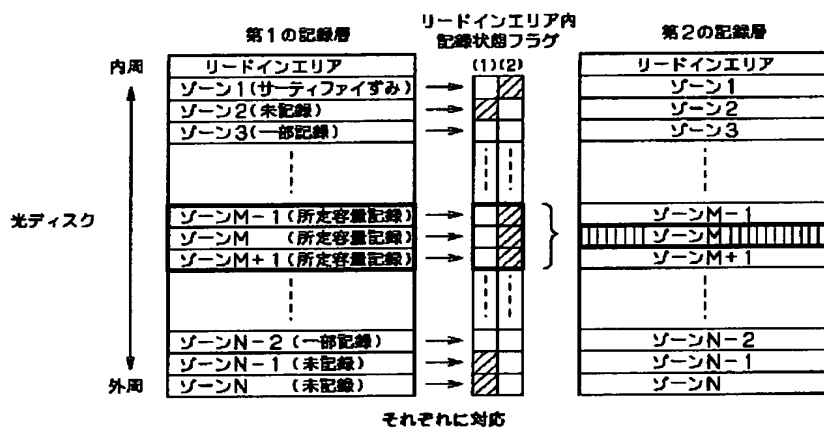 第1の記録層
リードインエリア内
記録状態フラグ
(1)(2)
第2の記録層
内周
光ディスク
外周
リードインエリア
ゾーン1(サーティファイずみ)
ゾーン2(未記録)
ゾーン3(一部記録)
ゾーンM-1(所定容量記録)
ゾーンM (所定容量記録)
ゾーンM+1(所定容量記録)
ゾーンN-2(一部記録)
ゾーンN-1(未記録)
ゾーンN (未記録)
リードインエリア
ゾーン1
ゾーン2
ゾーン3
ゾーンM-1
ゾーンM
ゾーンM+1
ゾーンN-2
ゾーンN-1
ゾーンN
それぞれに対応